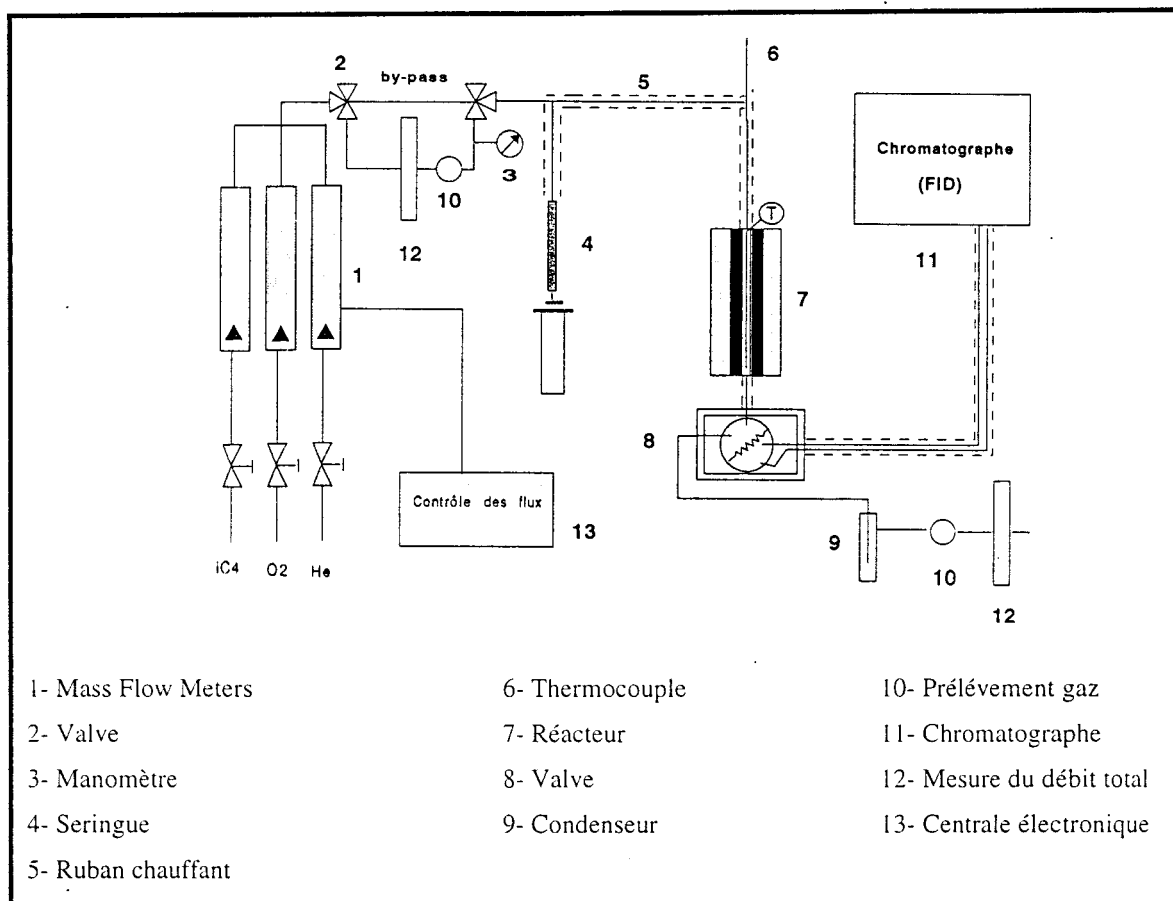 2
by-pass
5
6
Chromatographe
(FID)
3
10
12
4
1
T
7
11
8
Contrôle des flux
13
9
10
12
iC4
O2
He
1- Mass Flow Meters
2- Valve
3- Manomètre
4- Seringue
5- Ruban chauffant
6- Thermocouple
7- Réacteur
8- Valve
9- Condenseur
10- Prélévement gaz
11- Chromatographe
12- Mesure du débit total
13- Centrale électronique